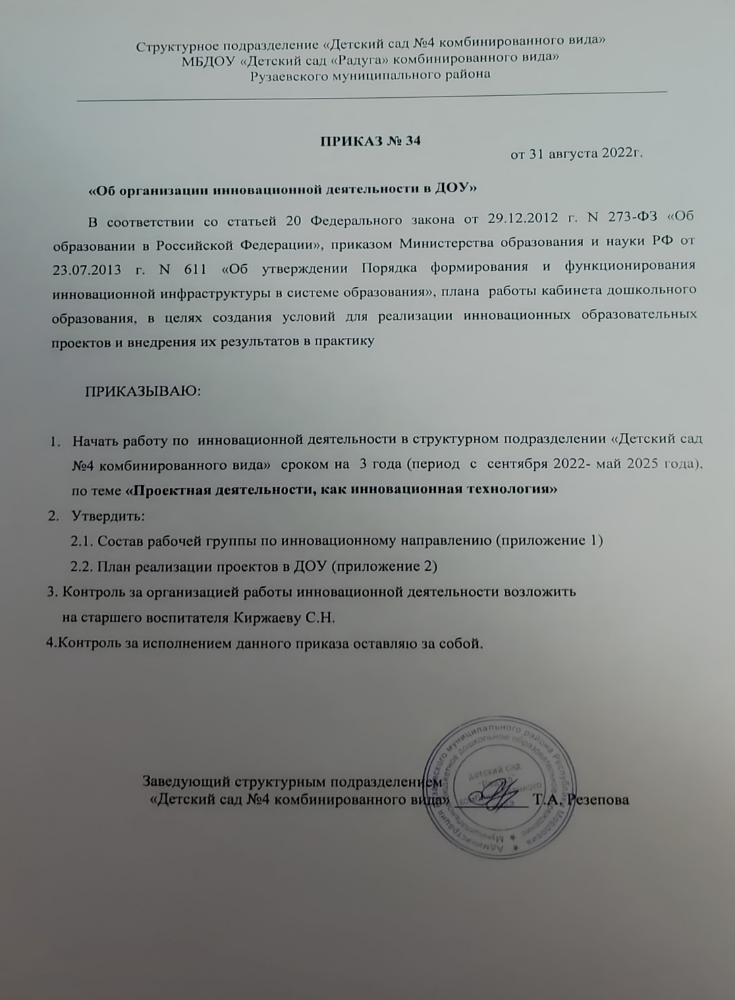 Структурное подразделение «Детский сад №4 комбинированного вида»
МБДОУ «Детский сад «Радуга» комбинированного вида»
Рузаевского муниципального района
ПРИКАЗ № 34
от 31 августа 2022г.
«Об организации инновационной деятельности в ДОУ»
В соответствии со статьей 20 Федерального закона от 29.12.2012 г. N 273-ФЗ «Об
образовании в Российской Федерации», приказом Министерства образования и науки РФ от
23.07.2013 г. N 611 «Об утверждении Порядка формирования и функционирования
инновационной инфраструктуры в системе образования», плана работы кабинета дошкольного
образования, в целях создания условий для реализации инновационных образовательных
проектов и внедрения их результатов в практику
ПРИКАЗЫВАЮ:
1. Начать работу по инновационной деятельности в структурном подразделении «Детский сад
№4 комбинированного вида» сроком на 3 года (период с сентября 2022- май 2025 года),
по теме «Проектная деятельности, как инновационная технология»
2. Утвердить:
2.1. Состав рабочей группы по инновационному направлению (приложение 1)
2.2. План реализации проектов в ДОУ (приложение 2)
3. Контроль за организацией работы инновационной деятельности возложить
на старшего воспитателя Киржаеву С.Н.
4.Контроль за исполнением данного приказа оставляю за собой.
Заведующий структурным подразделением
«Детский сад №4 комбинированного вида» __________ Т.А. Резепова
Администрация Рузаевского муниципального района Республики Мордовия
Муниципальное бюджетное дошкольное образовательное учреждение
детский сад